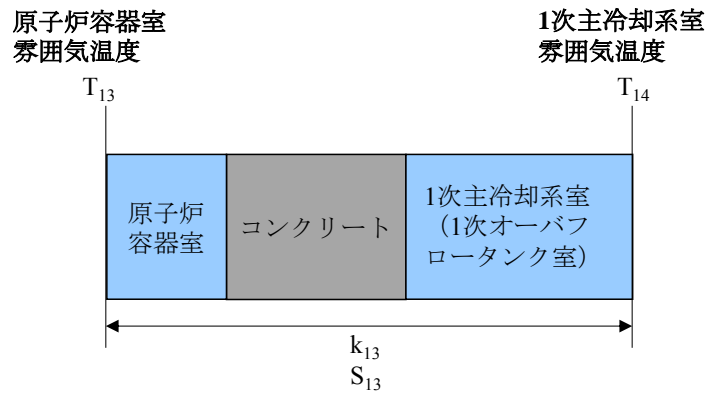 原子炉容器室
雰囲気温度
T13
1次主冷却系室
雰囲気温度
T14
原子炉
容器室
コンクリート
1次主冷却系室
（1次オーバフ
ロータンク室）
k13
S13